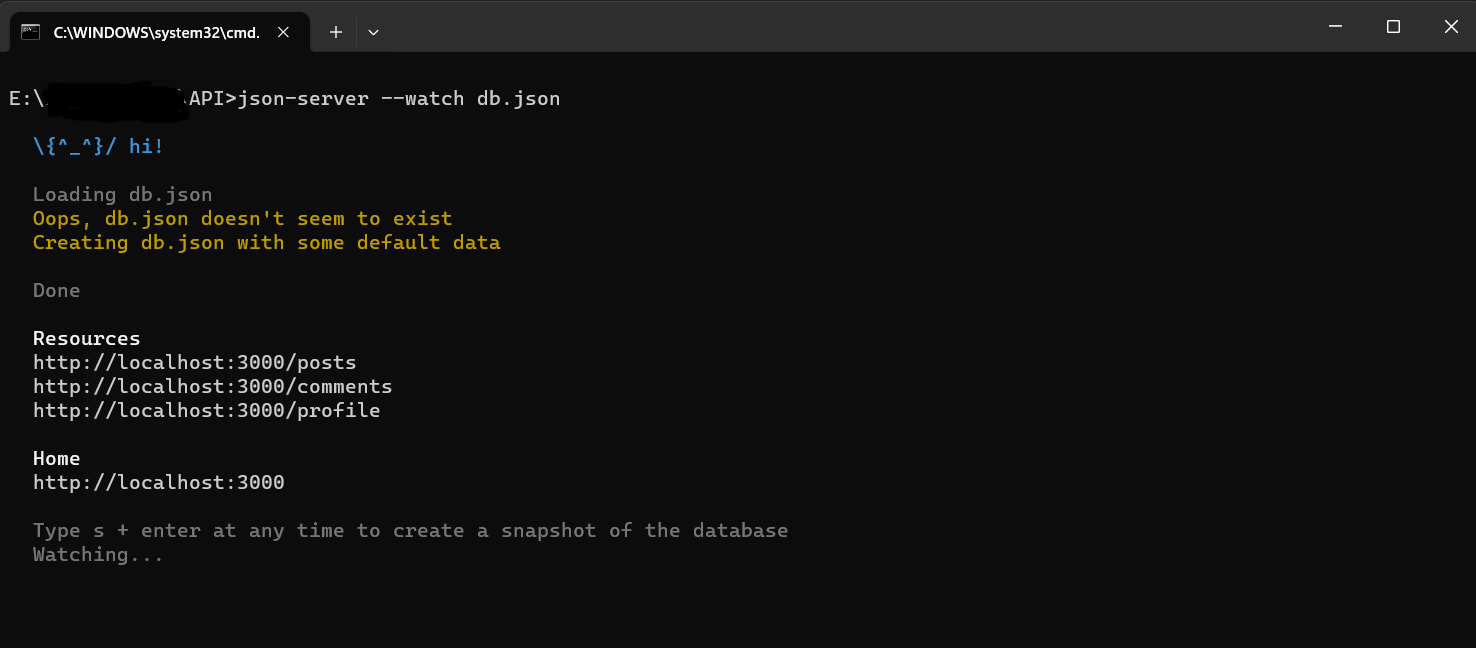 C:\WINDOWS\system32\cmd.
E:\ \API>json-server --watch db.json
\{^_^}/ hi!
Loading db.json
Oops, db.json doesn't seem to exist
Creating db.json with some default data
Done
Resources
http://localhost:3000/posts
http://localhost:3000/comments
http://localhost:3000/profile
Home
http://localhost:3000
Type s + enter at any time to create a snapshot of the database
Watching...